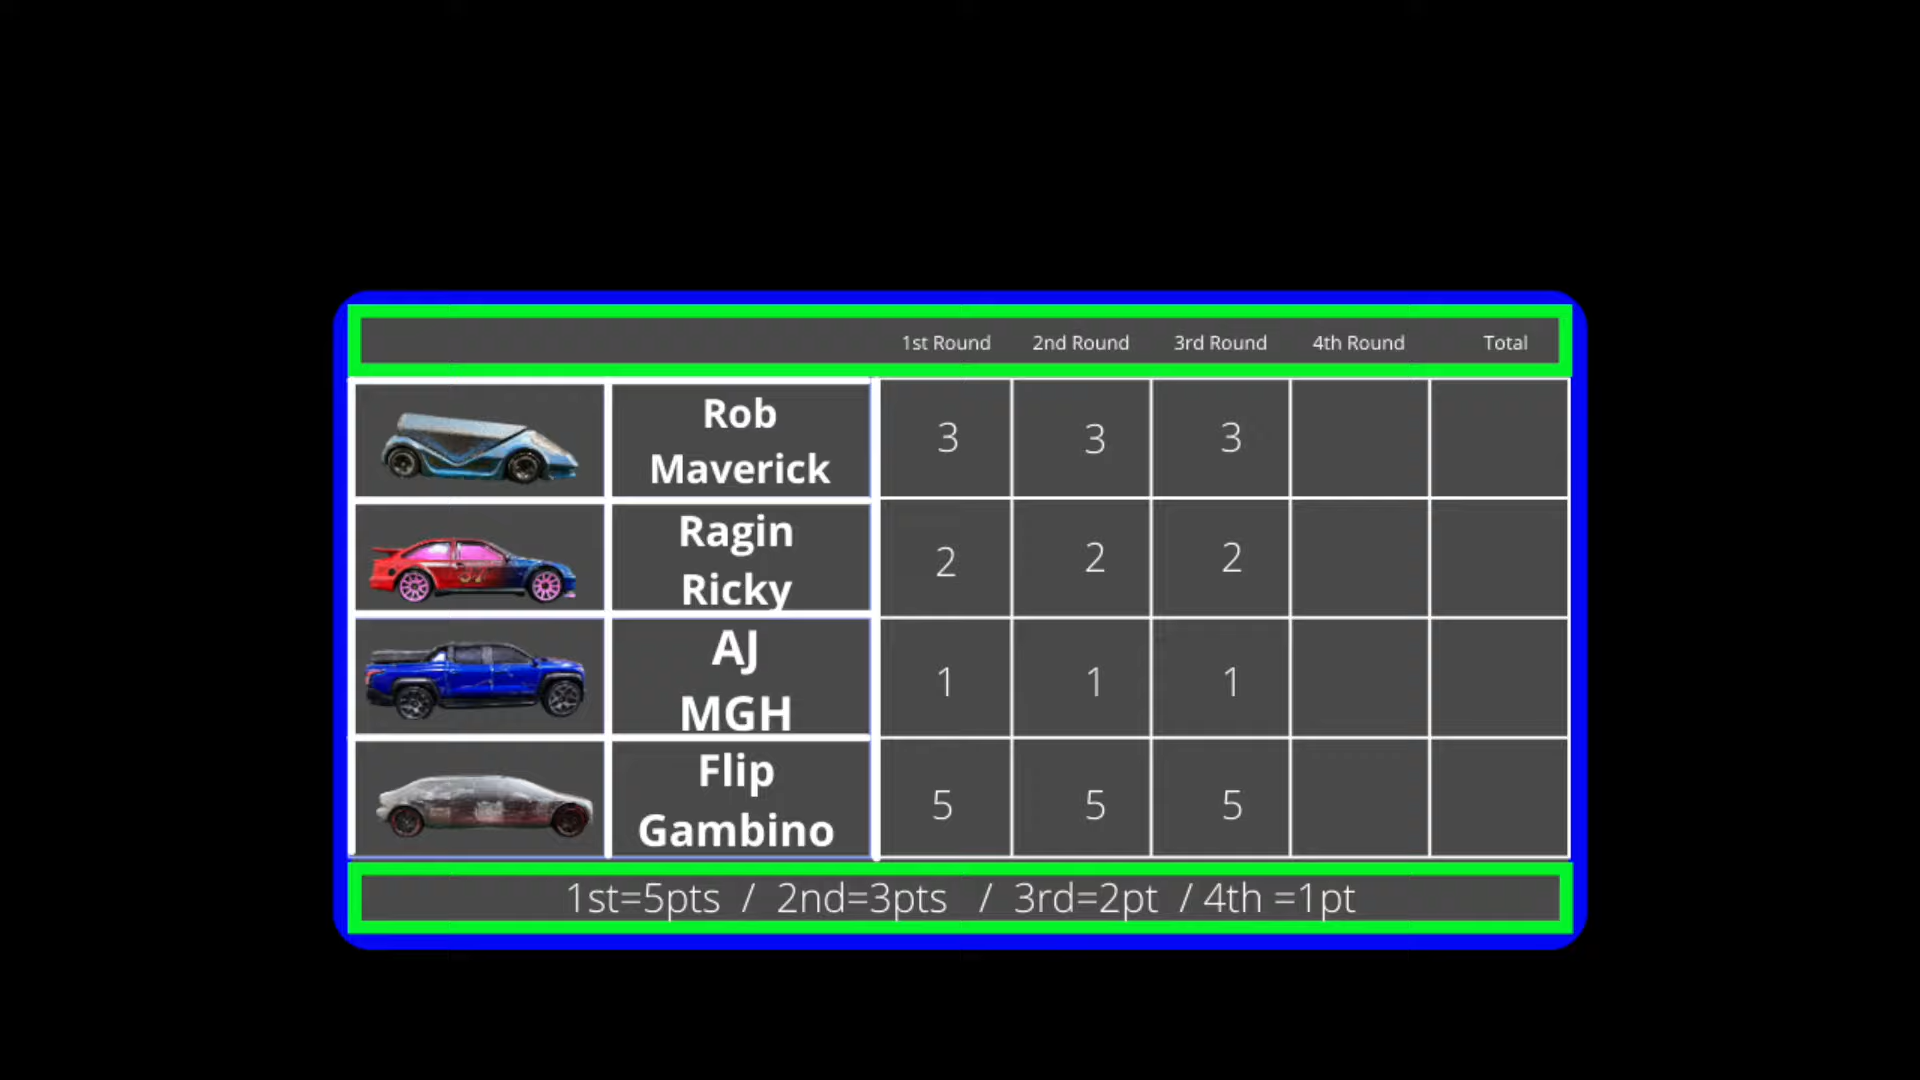 1st Round 2nd Round 3rd Round 4th Round Total
Rob
Maverick
3 3 3
Ragin
Ricky
2 2 2
AJ
MGH
1 1 1
Flip
Gambino
5 5 5
1st=5pts / 2nd=3pts / 3rd=2pt / 4th =1pt